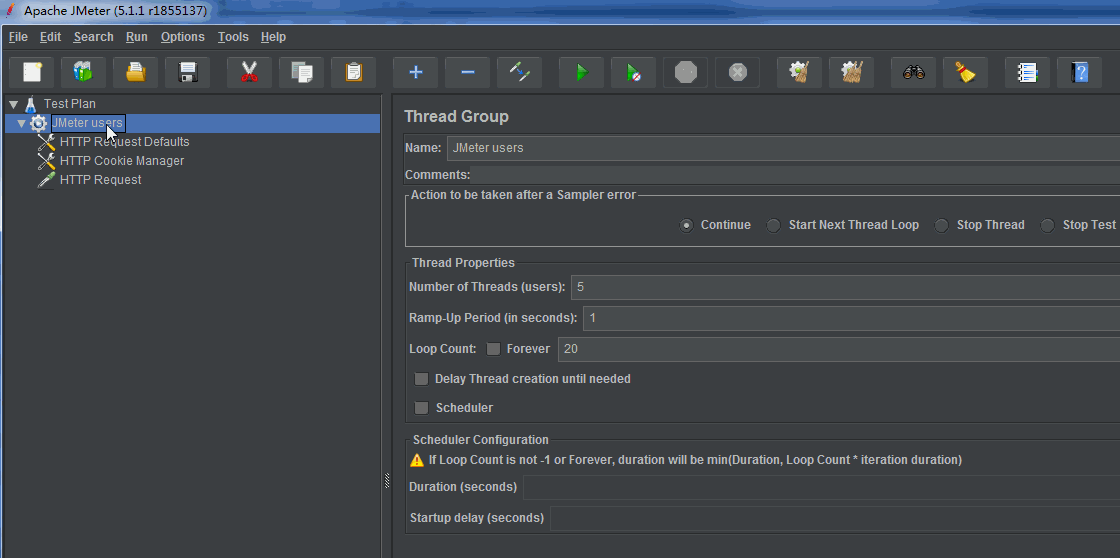 Apache JMeter (5.1.1 r1855137)
File Edit Search Run Options Tools Help
Test Plan
JMeter users
HTTP Request Defaults
HTTP Cookie Manager
HTTP Request
Thread Group
Name: JMeter users
Comments:
Action to be taken after a Sampler error
Continue Start Next Thread Loop Stop Thread Stop Test
Thread Properties
Number of Threads (users): 5
Ramp-Up Period (in seconds): 1
Loop Count: Forever 20
Delay Thread creation until needed
Scheduler
Scheduler Configuration
If Loop Count is not -1 or Forever, duration will be min(Duration, Loop Count * iteration duration)
Duration (seconds)
Startup delay (seconds)